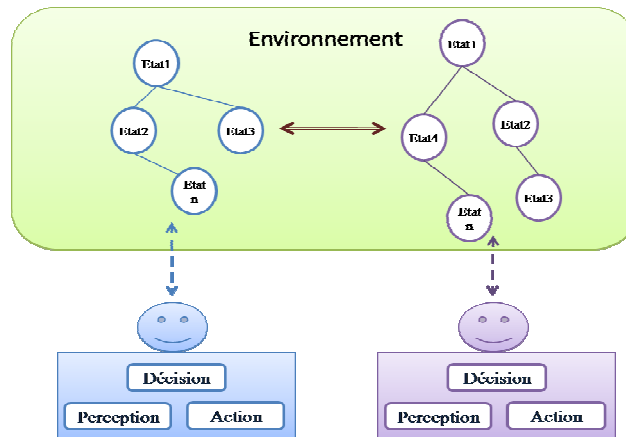 Environnement
Etat1
Etat2
Etat3
Etat
n
Etat1
Etat4
Etat2
Etat
n
Etat3
Décision
Perception
Action
Décision
Perception
Action